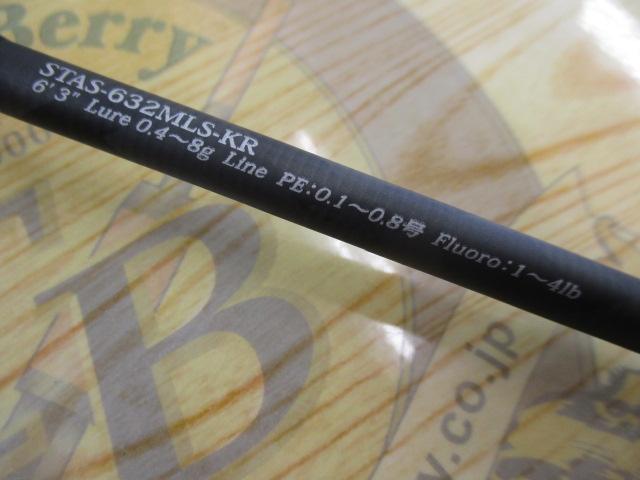 Berry
STAS-632MLS-KR
6'3" Lure 0.4～8g Line PE:0.1～0.8号 Fluoro:1～4lb
B
y.co.jp